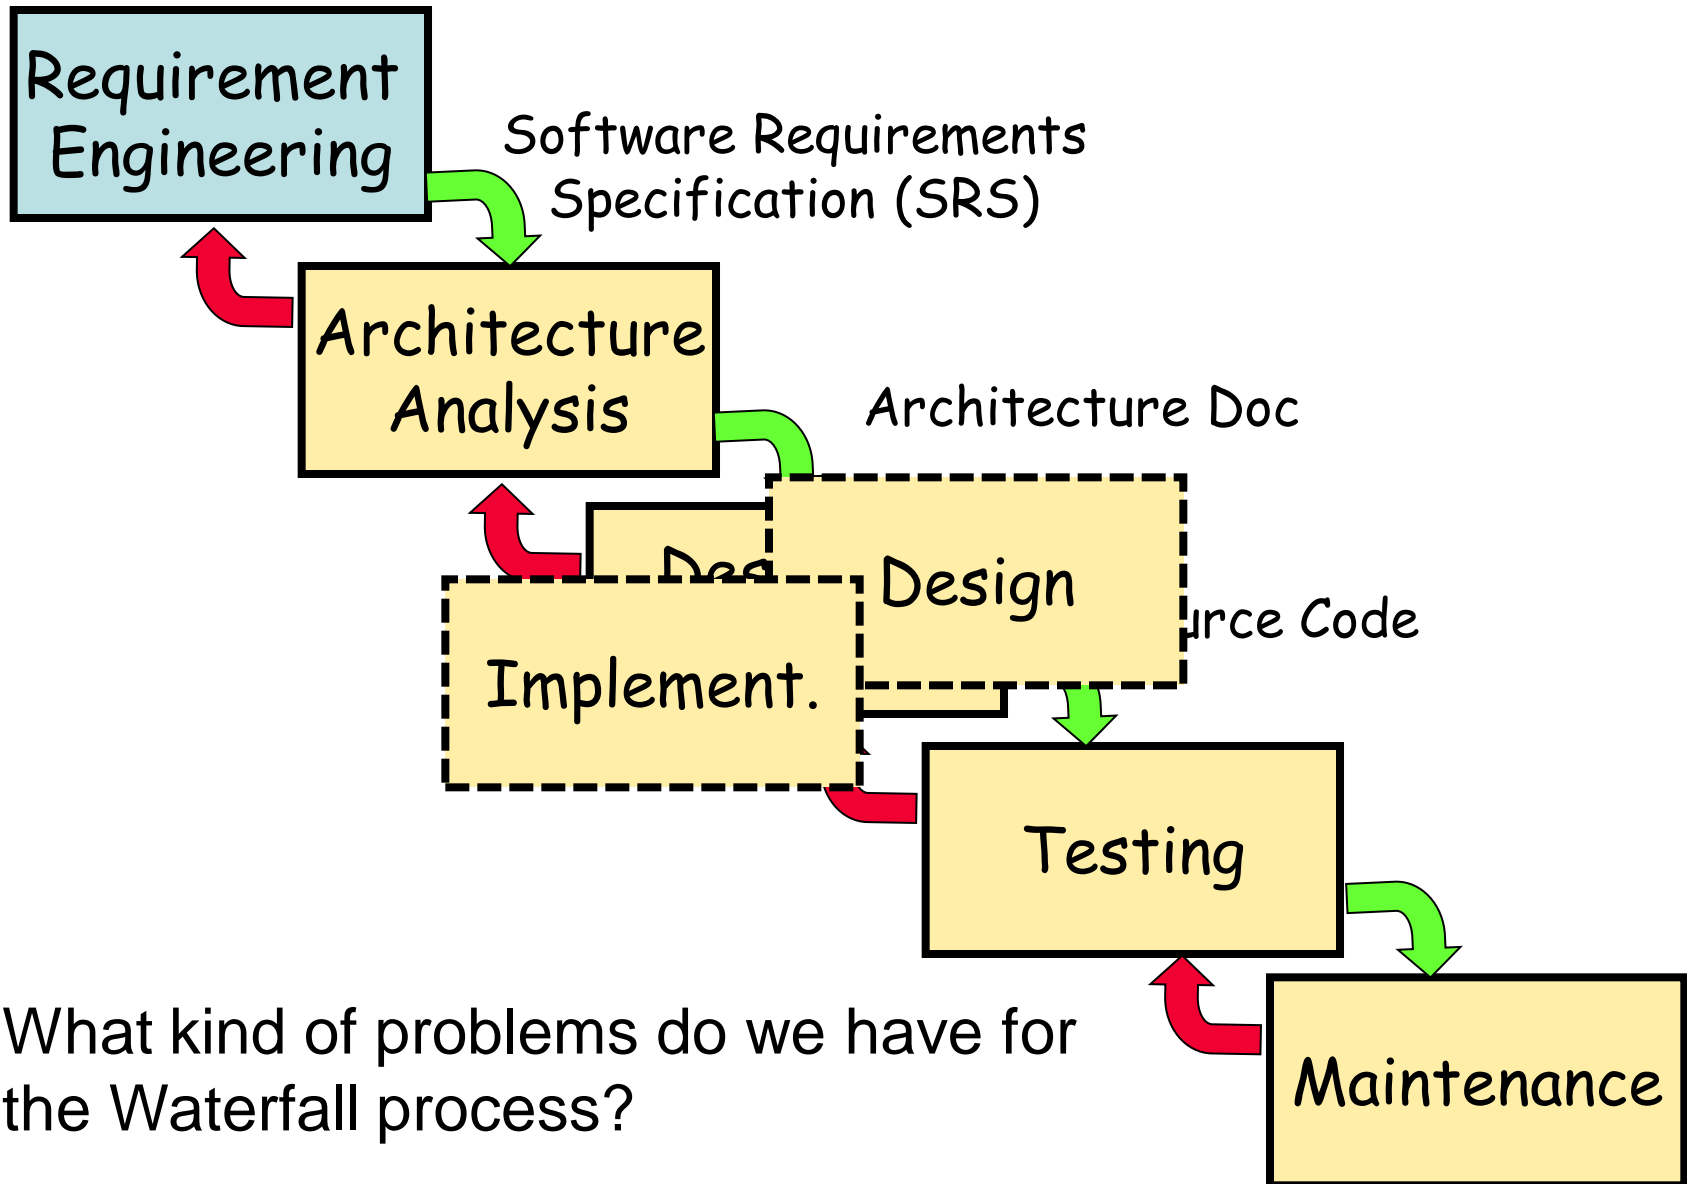 Requirement
Engineering
Software Requirements
Specification (SRS)
Architecture
Analysis
Architecture Doc
Design
Code
Implement.
Testing
Maintenance
What kind of problems do we have for
the Waterfall process?